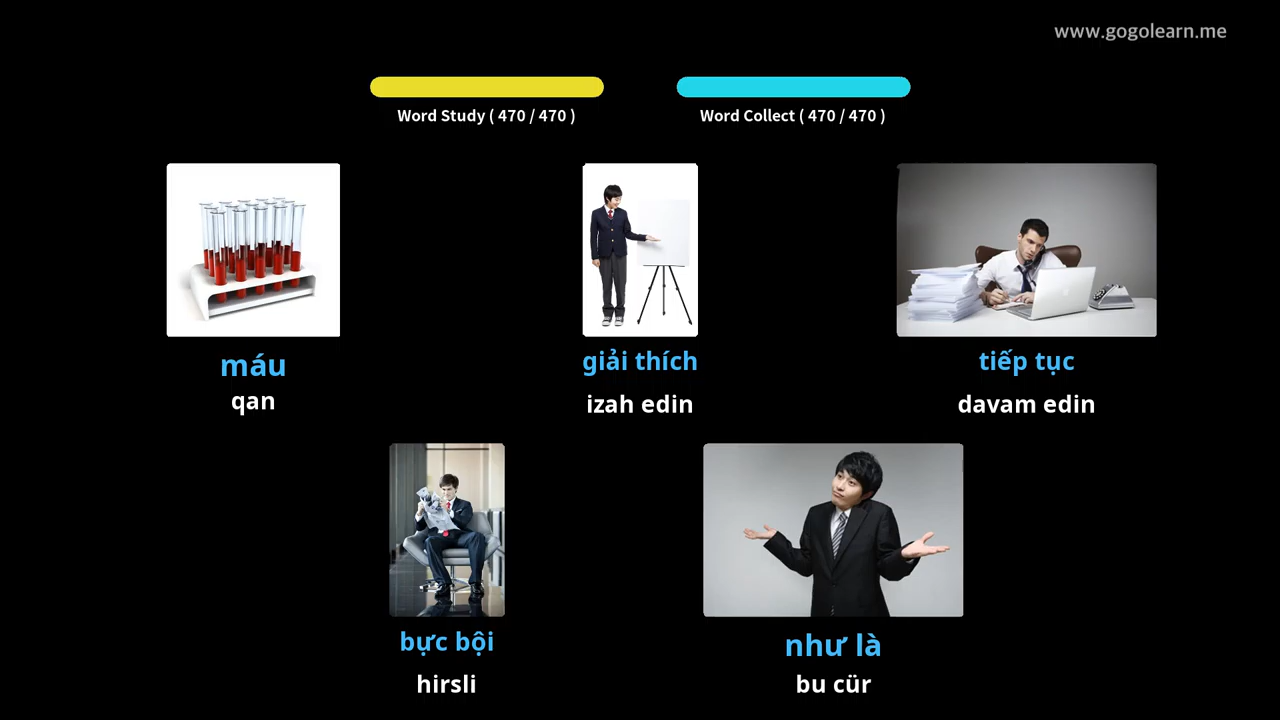 www.gogolearn.me
Word Study ( 470 / 470 )
Word Collect ( 470 / 470 )
máu
qan
giải thích
izah edin
tiếp tục
davam edin
bực bội
hirsli
như là
bu cür